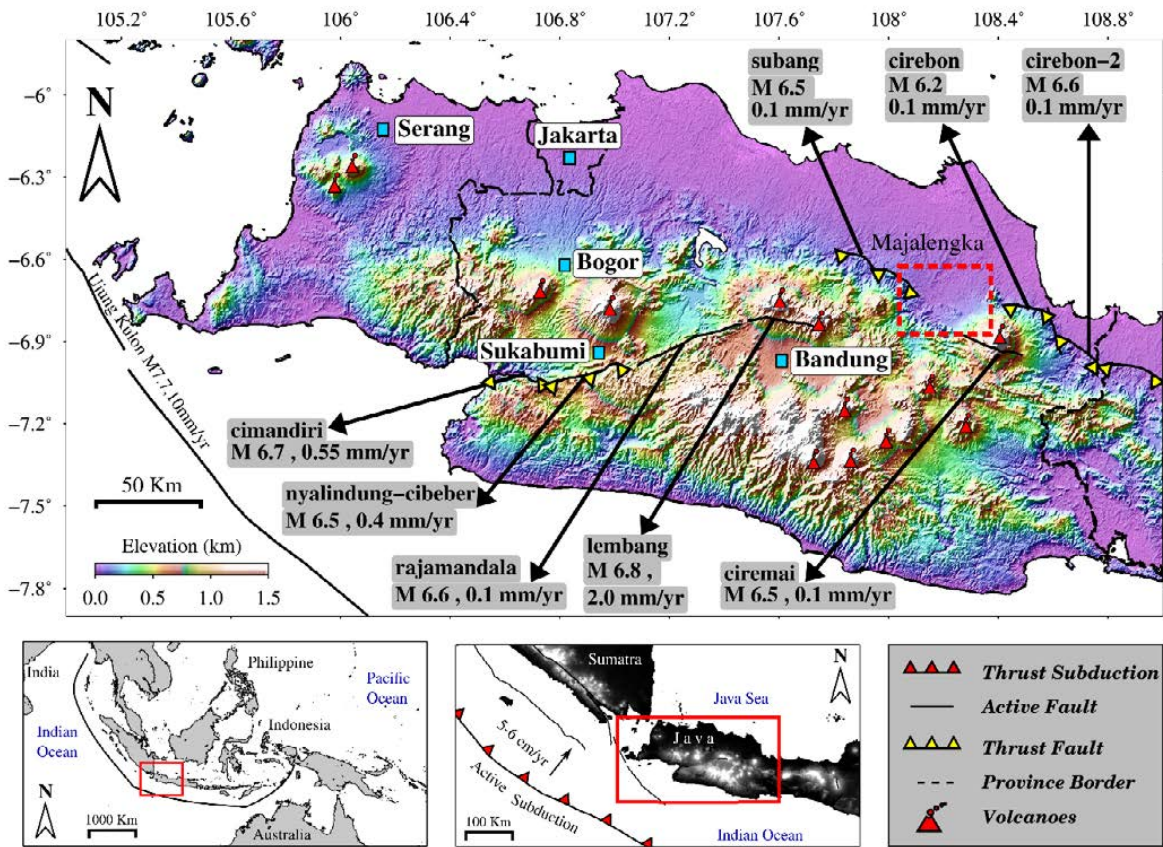 105.2 105.6 106 106.4 106.8 107.2 107.6 108 108.4 108.8
−6
−6.3
−6.6
−6.9
−7.2
−7.5
−7.8
N
subang
M 6.5
0.1 mm/yr
cirebon
M 6.2
0.1 mm/yr
cirebon−2
M 6.6
0.1 mm/yr
Serang
Jakarta
Majalengka
Bogor
Sukabumi
Bandung
Ujung Kulon M7.7,10mm/yr
cimandiri
M 6.7 , 0.55 mm/yr
nyalindung−cibeber
M 6.5 , 0.4 mm/yr
rajamandala
M 6.6 , 0.1 mm/yr
lembang
M 6.8 ,
2.0 mm/yr
ciremai
M 6.5 , 0.1 mm/yr
50 Km
Elevation (km)
0.0 0.5 1.0 1.5
India
Philippine
Pacific
Ocean
Indian
Ocean
Indonesia
N
1000 Km
Australia
Sumatra
N
Java Sea
Java
5-6 cm/yr
Active Subduction
100 Km
Indian Ocean
Thrust Subduction
Active Fault
Thrust Fault
Province Border
Volcanoes